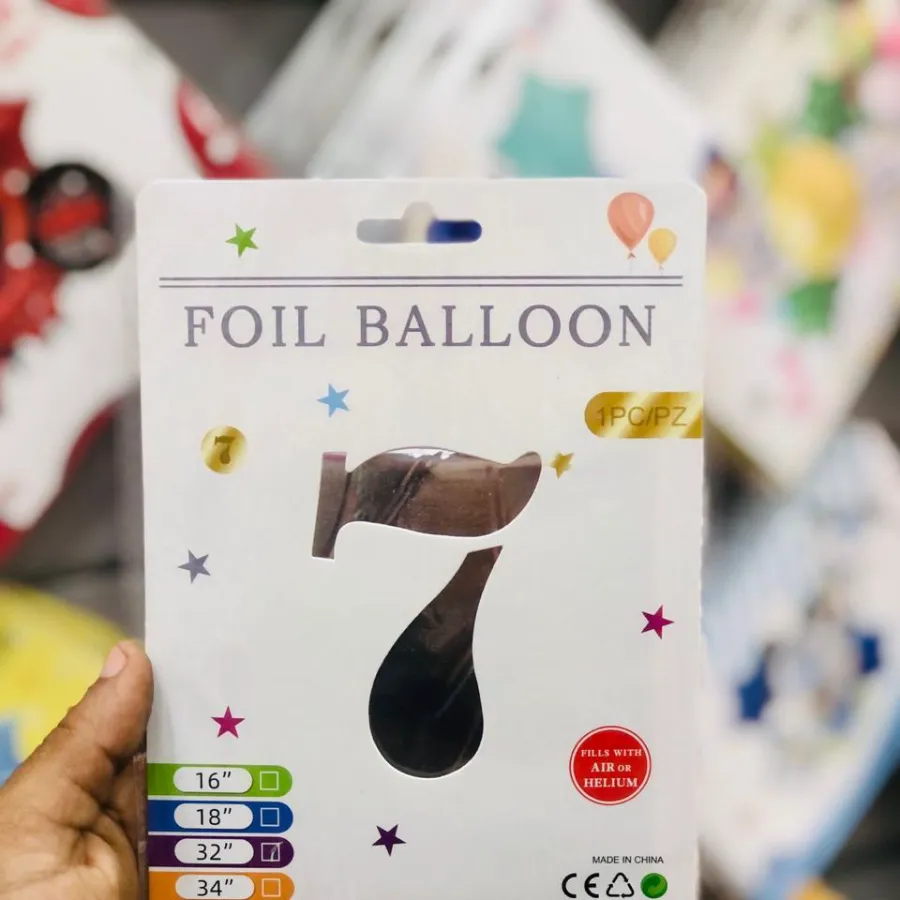 FOIL BALLOON
1PC/PZ
7
7
16"
18"
32"
34"
FILLS WITH
AIR OR
HELIUM
MADE IN CHINA
CE